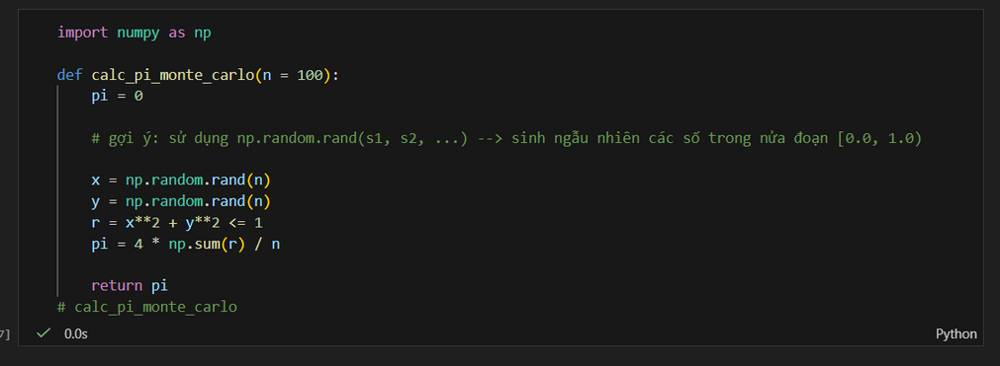 import numpy as np
def calc_pi_monte_carlo(n = 100):
pi = 0
# gợi ý: sử dụng np.random.rand(s1, s2, ...) --> sinh ngẫu nhiên các số trong nửa đoạn [0.0, 1.0)
x = np.random.rand(n)
y = np.random.rand(n)
r = x**2 + y**2 <= 1
pi = 4 * np.sum(r) / n
return pi
# calc_pi_monte_carlo
7] ✓ 0.0s Python